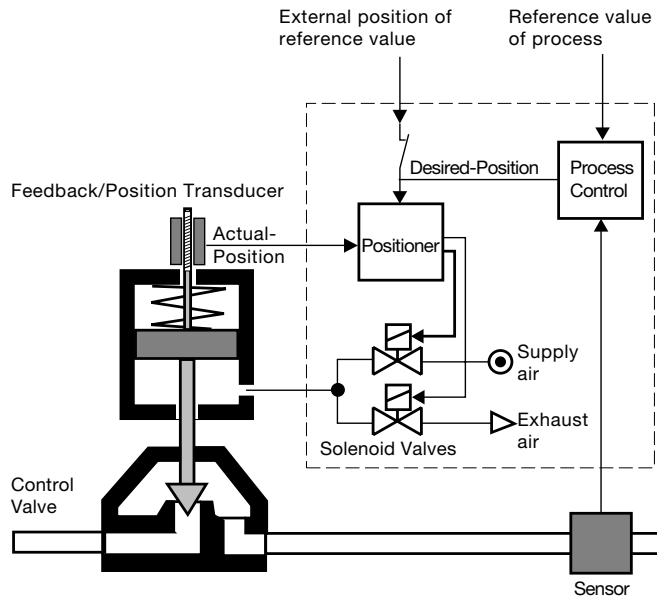 External position of
reference value
Reference value
of process
Feedback/Position Transducer
Desired-Position
Process
Control
Actual-
Position
Positioner
Supply
air
Exhaust
air
Solenoid Valves
Control
Valve
Sensor